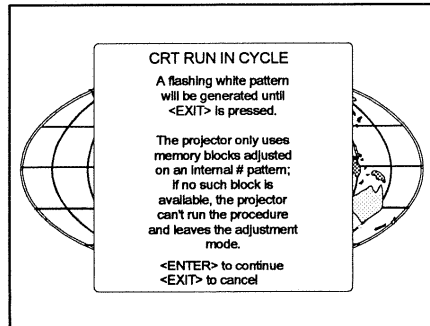 CRT RUN IN CYCLE
A flashing white pattern
will be generated until
<EXIT> is pressed.
The projector only uses
memory blocks adjusted
on an internal # pattern;
if no such block is
available, the projector
can't run the procedure
and leaves the adjustment
mode.
<ENTER> to continue
<EXIT> to cancel